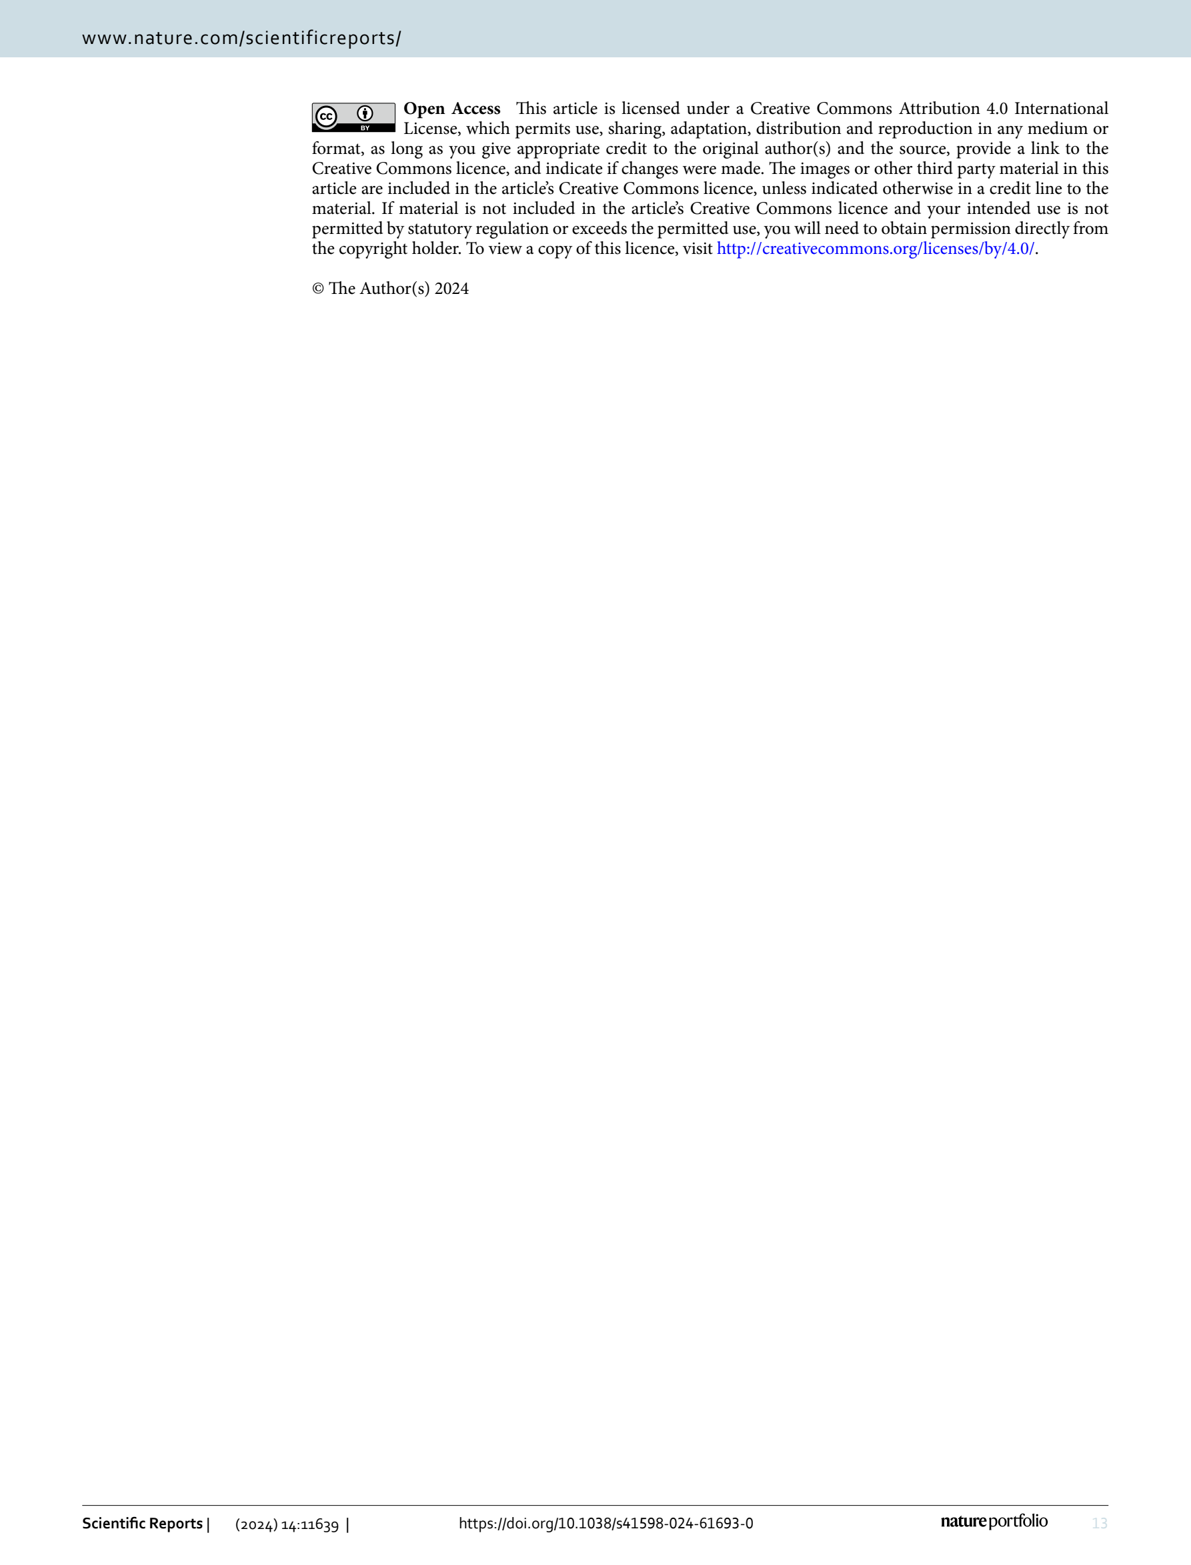 www.nature.com/scientificreports/
cc BY Open Access This article is licensed under a Creative Commons Attribution 4.0 International
License, which permits use, sharing, adaptation, distribution and reproduction in any medium or
format, as long as you give appropriate credit to the original author(s) and the source, provide a link to the
Creative Commons licence, and indicate if changes were made. The images or other third party material in this
article are included in the article’s Creative Commons licence, unless indicated otherwise in a credit line to the
material. If material is not included in the article’s Creative Commons licence and your intended use is not
permitted by statutory regulation or exceeds the permitted use, you will need to obtain permission directly from
the copyright holder. To view a copy of this licence, visit http://creativecommons.org/licenses/by/4.0/.
© The Author(s) 2024
Scientific Reports | (2024) 14:11639 | https://doi.org/10.1038/s41598-024-61693-0 natureportfolio 13